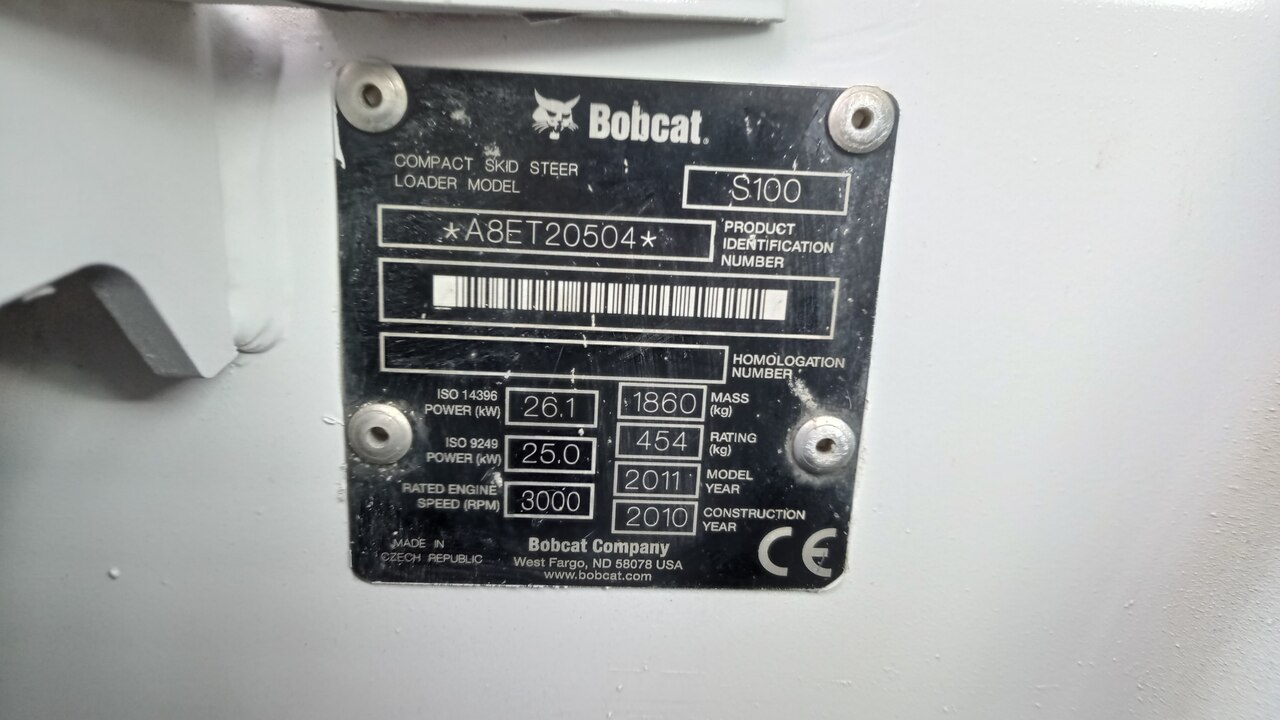 Bobcat.
COMPACT SKID STEER
LOADER MODEL
S100
*A8ET20504*
PRODUCT
IDENTIFICATION
NUMBER
HOMOLOGATION
NUMBER
ISO 14396
POWER (kW)
26.1
1860
MASS
(kg)
ISO 9249
POWER (kW)
25.0
454
RATING
(kg)
RATED ENGINE
SPEED (RPM)
3000
2011
MODEL
YEAR
2010
CONSTRUCTION
YEAR
MADE IN
CZECH REPUBLIC
Bobcat Company
West Fargo, ND 58078 USA
www.bobcat.com
CE